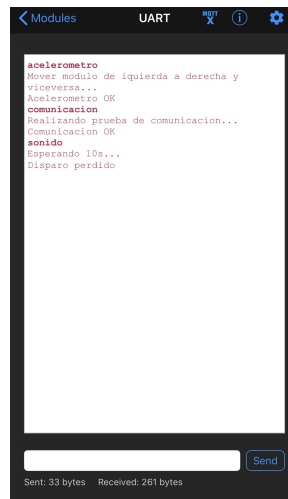 Modules
UART
MQTT
X
i
acelerometro
Mover modulo de iquierda a derecha y
viceversa...
Acelerometro OK
comunicacion
Realizando prueba de comunicacion...
Comunicacion OK
sonido
Esperando 10s...
Disparo perdido
Send
Sent: 33 bytes Received: 261 bytes